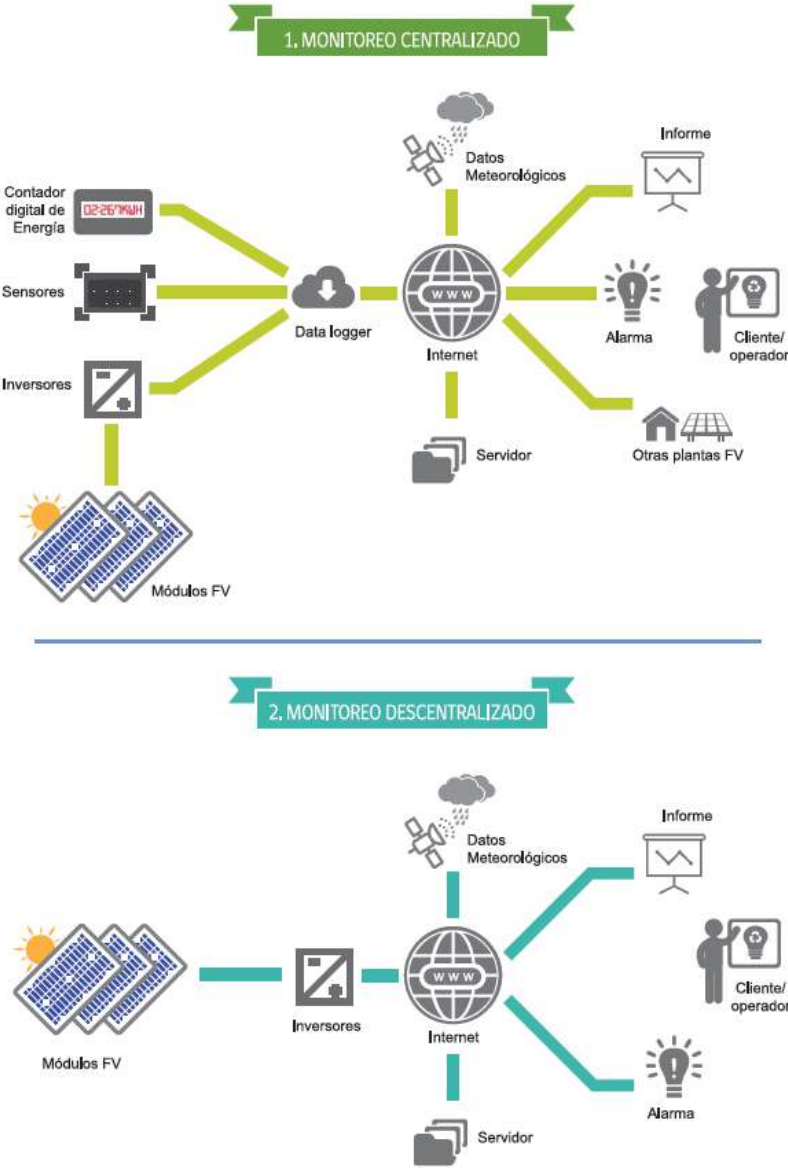 1. MONITOREO CENTRALIZADO
Informe
Datos
Meteorológicos
Contador
digital de
Energía
02-267KWH
Sensores
Data logger
WWW
Internet
Alarma
Cliente/
operador
Inversores
Servidor
Otras plantas FV
Módulos FV
2. MONITOREO DESCENTRALIZADO
Informe
Datos
Meteorológicos
WWW
Cliente/
operador
Inversores
Internet
Módulos FV
Alarma
Servidor